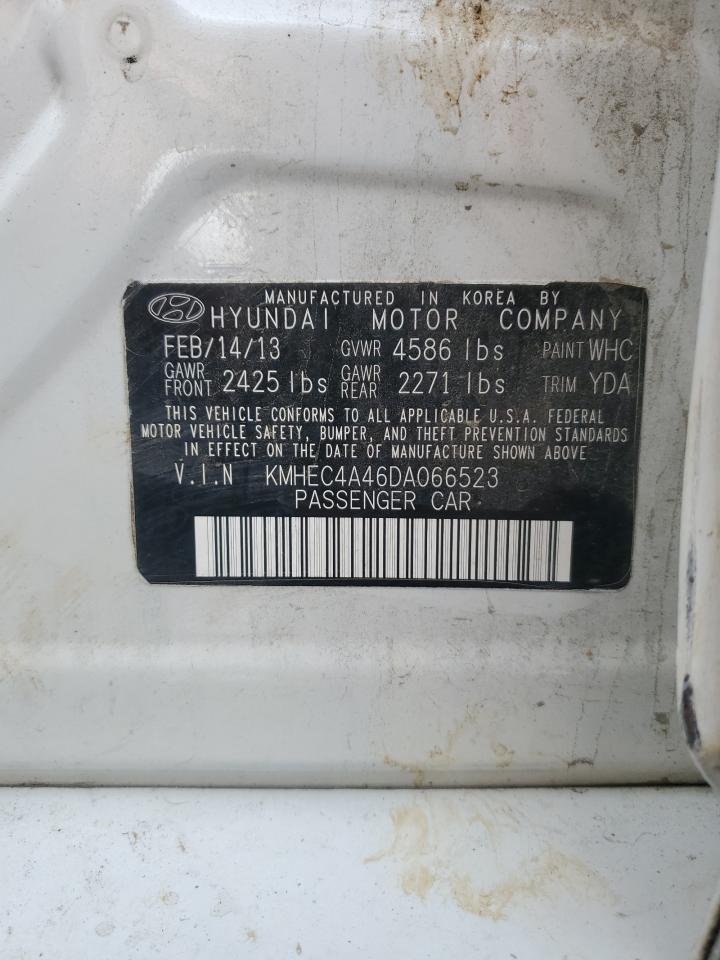 MANUFACTURED IN KOREA BY
HYUNDAI MOTOR COMPANY
FEB/14/13 GVWR 4586 lbs PAINT WHC
GAWR FRONT 2425 lbs GAWR REAR 2271 lbs TRIM YDA
THIS VEHICLE CONFORMS TO ALL APPLICABLE U.S.A. FEDERAL
MOTOR VEHICLE SAFETY, BUMPER, AND THEFT PREVENTION STANDARDS
IN EFFECT ON THE DATE OF MANUFACTURE SHOWN ABOVE
V.I.N KMHEC4A46DA066523
PASSENGER CAR